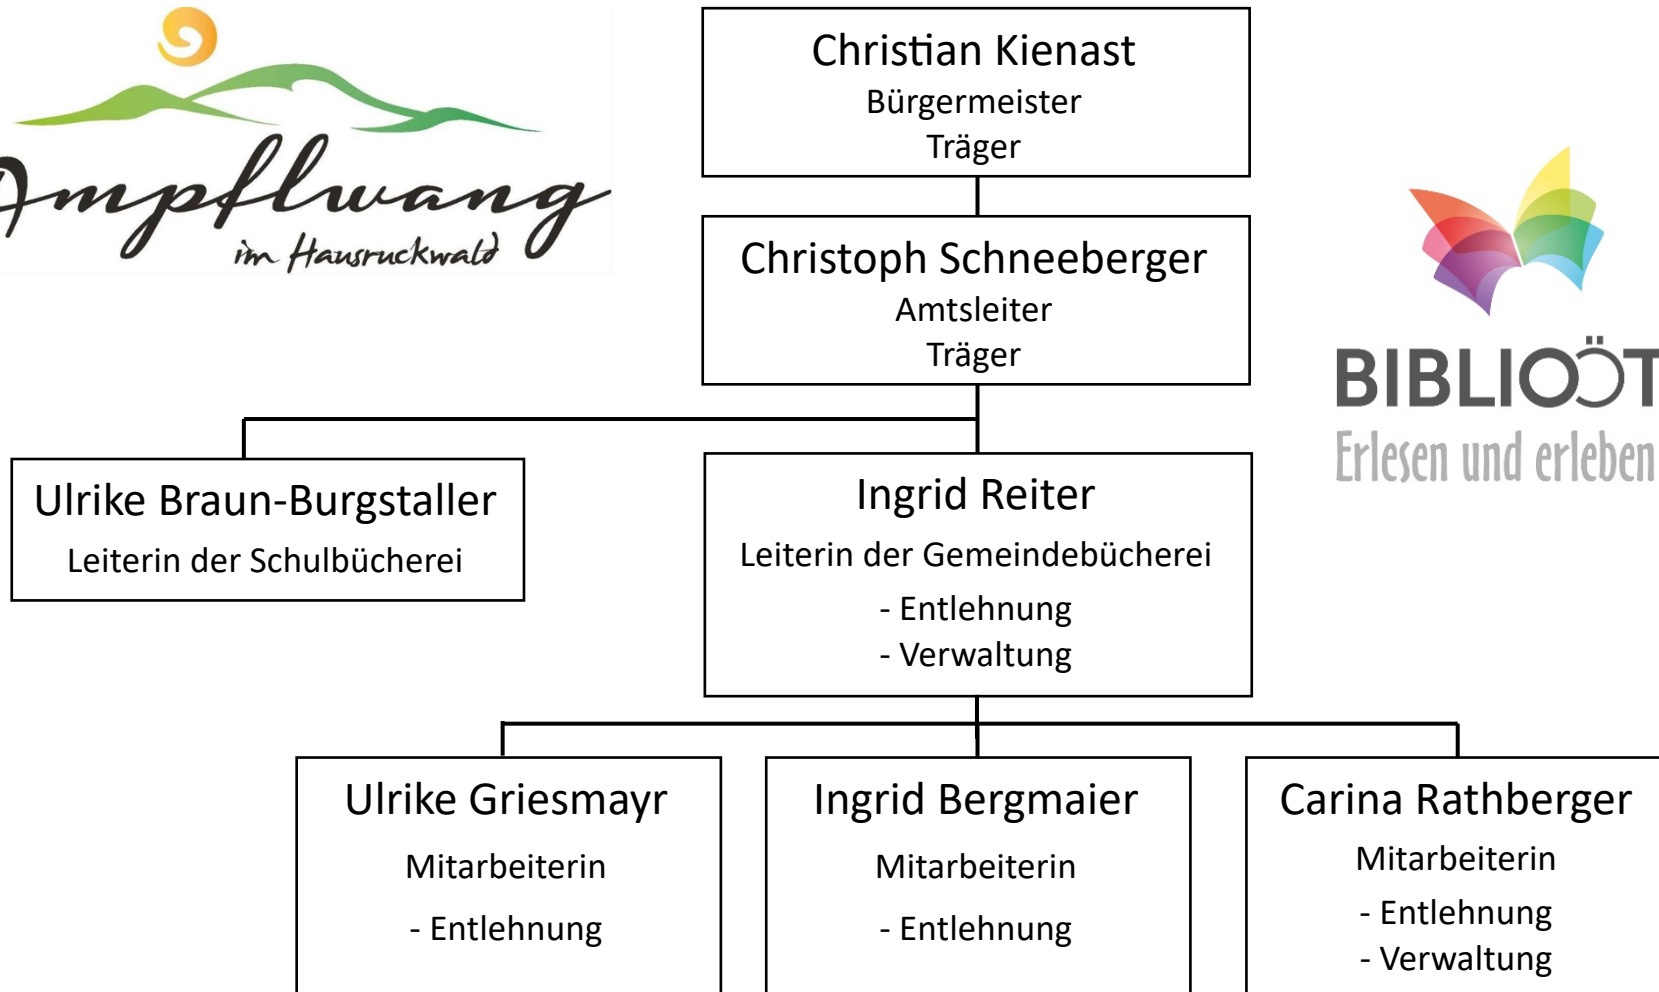 Ampflwang
im Hausruckwald
Christian Kienast
Bürgermeister
Träger
Christoph Schneeberger
Amtsleiter
Träger
BIBLIOÖT
Erlesen und erleben
Ulrike Braun-Burgstaller
Leiterin der Schulbücherei
Ingrid Reiter
Leiterin der Gemeindebücherei
- Entlehnung
- Verwaltung
Ulrike Griesmayr
Mitarbeiterin
- Entlehnung
Ingrid Bergmaier
Mitarbeiterin
- Entlehnung
Carina Rathberger
Mitarbeiterin
- Entlehnung
- Verwaltung